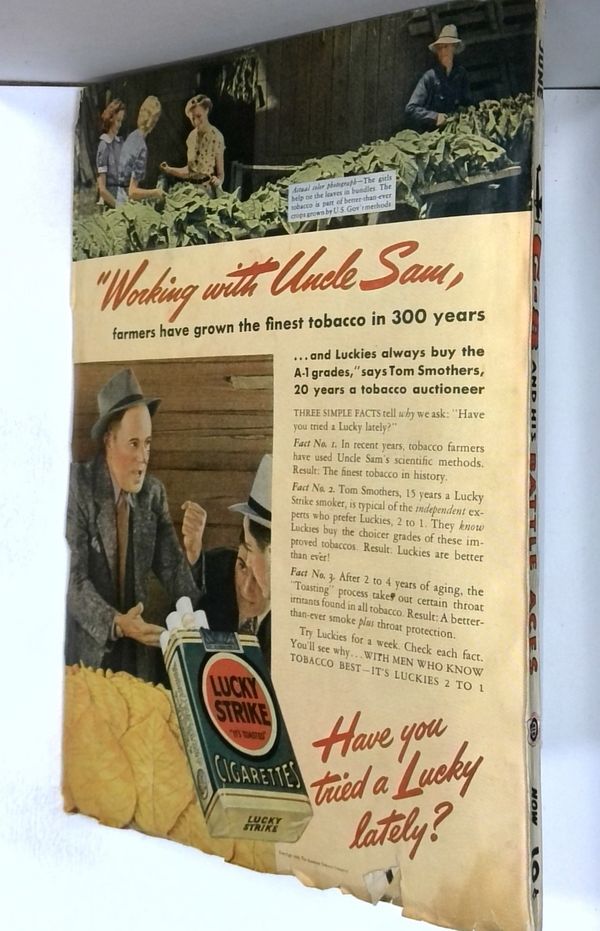 Actual color photograph—The girls
help tie the leaves in bundles. The
tobacco is part of better-than-ever
crops grown by U.S. Gov't methods
"Working with Uncle Sam,
farmers have grown the finest tobacco in 300 years
...and Luckies always buy the
A-1 grades," says Tom Smothers,
20 years a tobacco auctioneer
THREE SIMPLE FACTS tell why we ask: "Have
you tried a Lucky lately?"
Fact No. 1. In recent years, tobacco farmers
have used Uncle Sam's scientific methods.
Result: The finest tobacco in history.
Fact No. 2. Tom Smothers, 15 years a Lucky
Strike smoker, is typical of the independent ex-
perts who prefer Luckies, 2 to 1. They know
Luckies buy the choicer grades of these im-
proved tobaccos. Result: Luckies are better
than ever!
Fact No. 3. After 2 to 4 years of aging, the
"Toasting" process takes out certain throat
irritants found in all tobacco. Result: A better-
than-ever smoke plus throat protection.
Try Luckies for a week. Check each fact.
You'll see why...WITH MEN WHO KNOW
TOBACCO BEST—IT'S LUCKIES 2 TO 1
LUCKY
STRIKE
"IT'S TOASTED"
CIGARETTES
LUCKY
STRIKE
Have you
tried a Lucky
lately?
JUNE
G-8 AND HIS BATTLE ACES
NOW 10¢